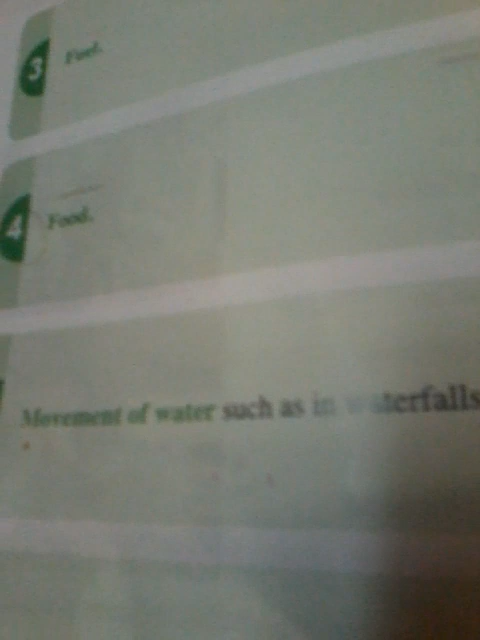 3 Fuel.
4 Food.
Movement of water such as in waterfalls